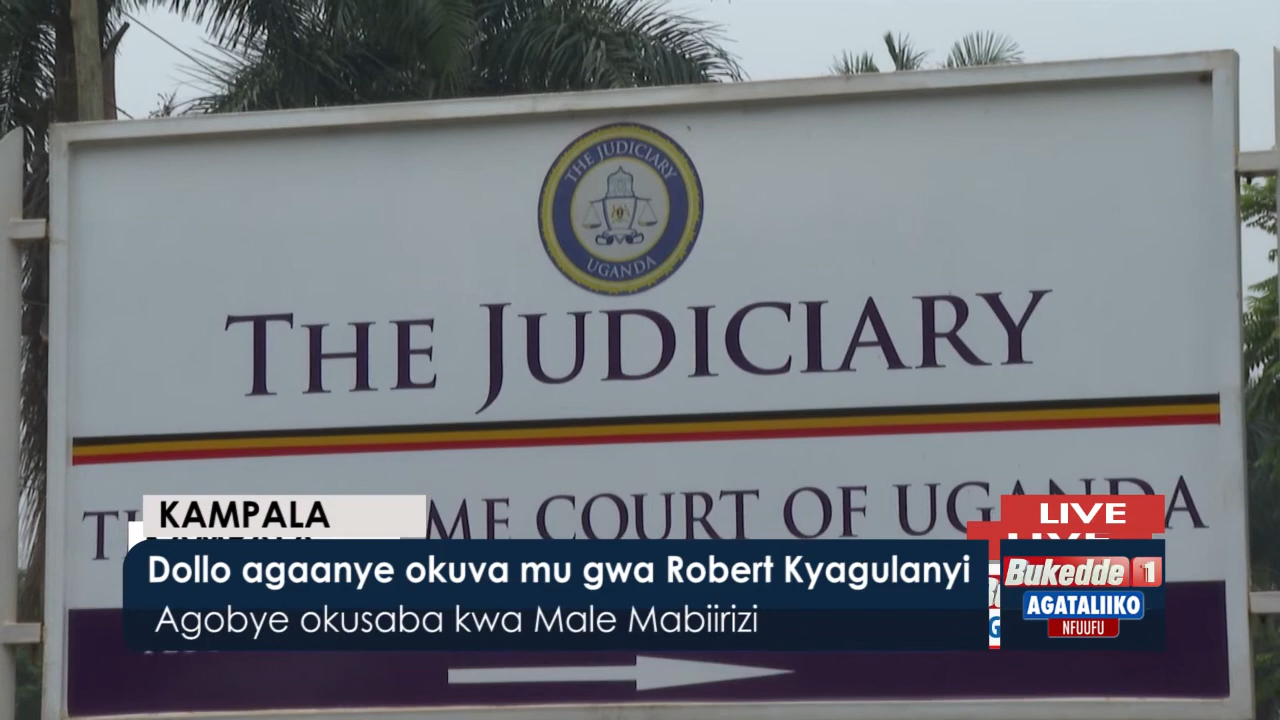 THE JUDICIARY
UGANDA
THE JUDICIARY
ME COURT OF UGANDA
KAMPALA
LIVE
LIVE
Dollo agaanye okuva mu gwa Robert Kyagulanyi
Agobye okusaba kwa Male Mabiirizi
Bukedde 1
AGATALIIKO
NFUUFU